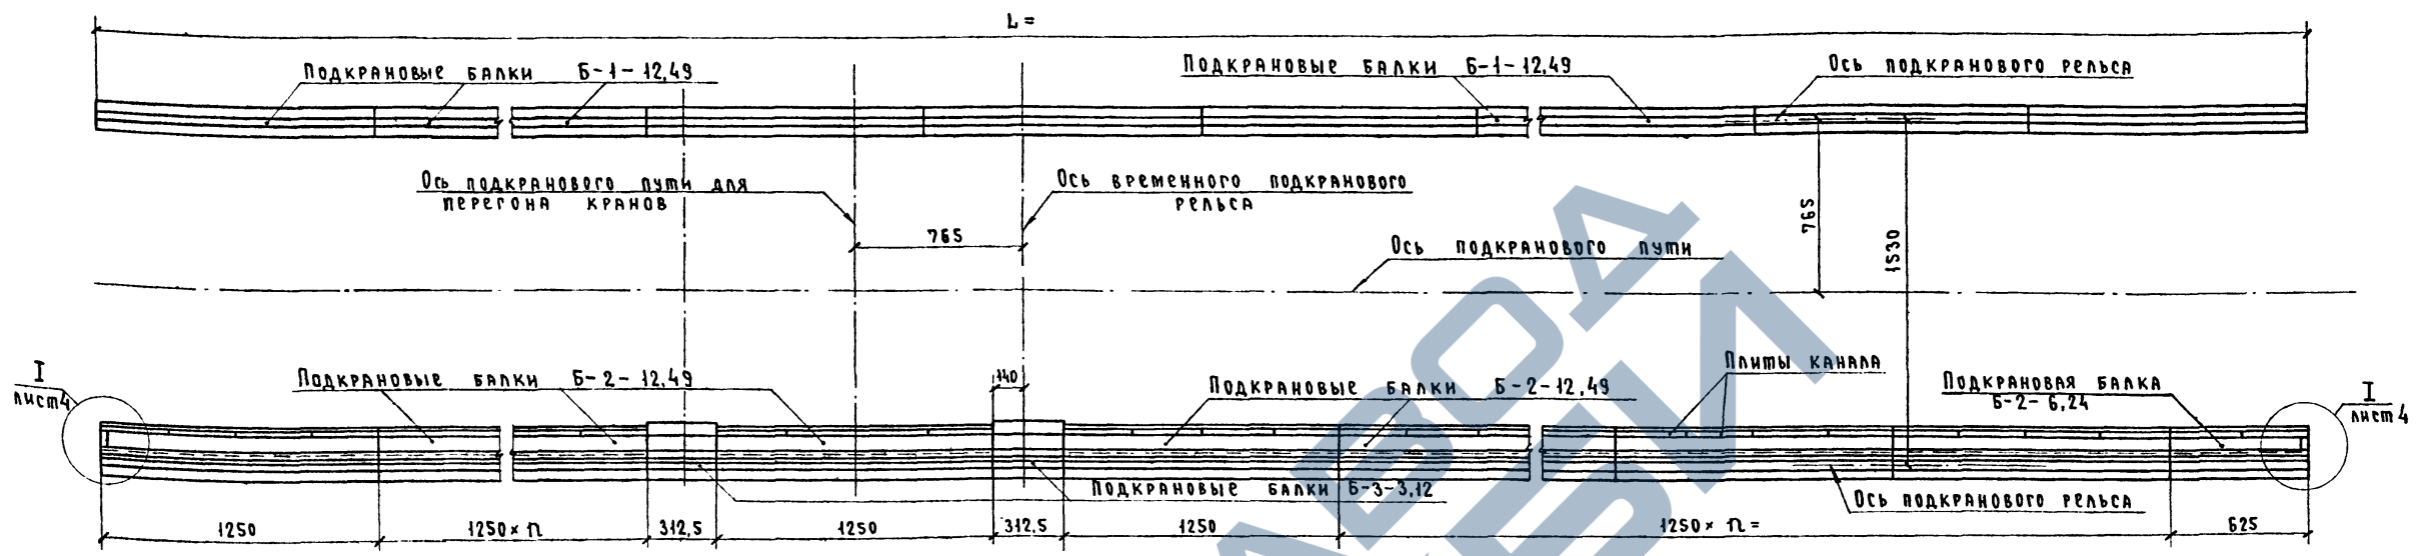 L =
Подкрановые балки Б-1-12,49
Подкрановые балки Б-1-12,49
Ось подкранового рельса
Ось подкранового пути для
перегона кранов
Ось временного подкранового
рельса
765
Ось подкранового пути
765
1530
I
лист 4
Подкрановые балки Б-2-12,49
140
Подкрановые балки Б-2-12,49
Плиты канала
Подкрановая балка
Б-2-6,24
I
лист 4
Подкрановые балки Б-3-3,12
Ось подкранового рельса
1250
1250 × n
312,5
1250
312,5
1250
1250 × n =
625